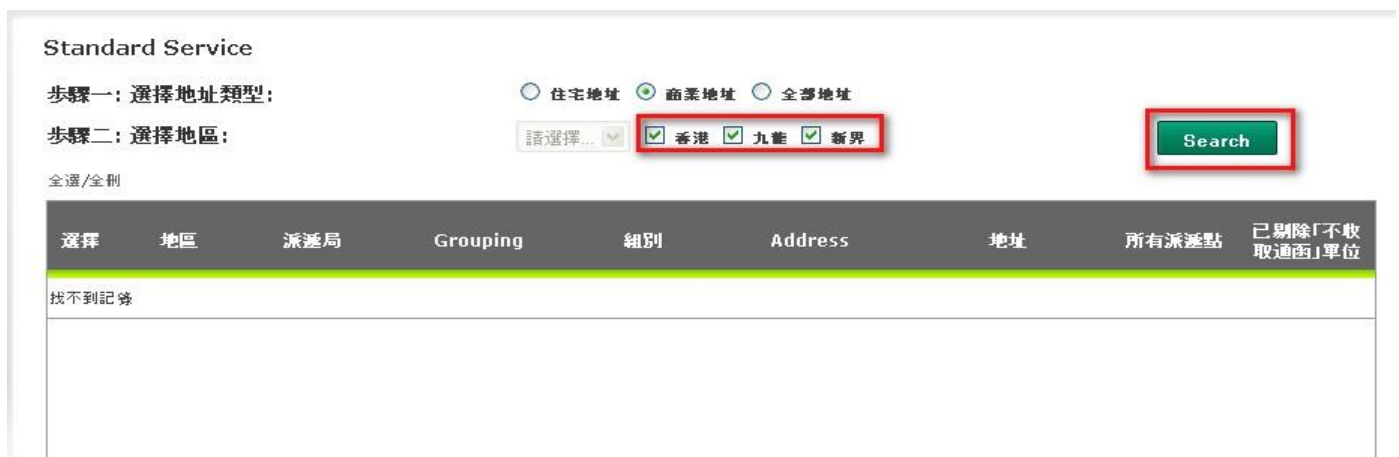 Standard Service
步驟一: 選擇地址類型: 住宅地址 商業地址 全部地址
步驟二: 選擇地區: 請選擇... 香港 九龍 新界 Search
全選/全刪
選擇 地區 派遞局 Grouping 組別 Address 地址 所有派遞點 已剔除「不收
取通函」單位
找不到記錄